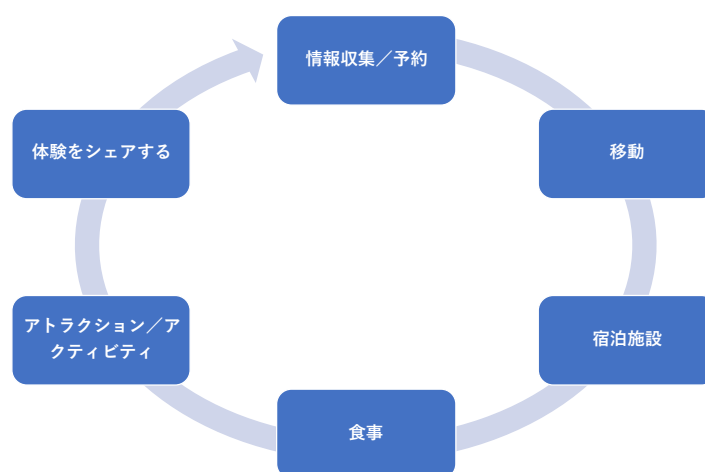 情報収集／予約
移動
宿泊施設
食事
アトラクション／ア
クティビティ
体験をシェアする